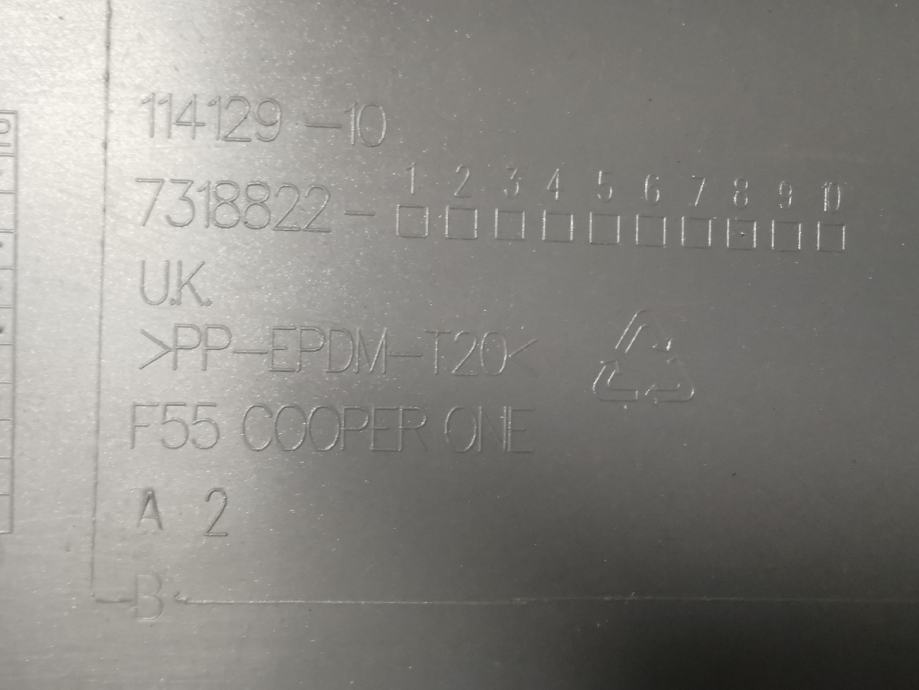 114129 -10
1 2 3 4 5 6 7 8 9 10
7318822-
U.K.
>PP-EPDM-T20<
F55 COOPER ONE
A 2
B